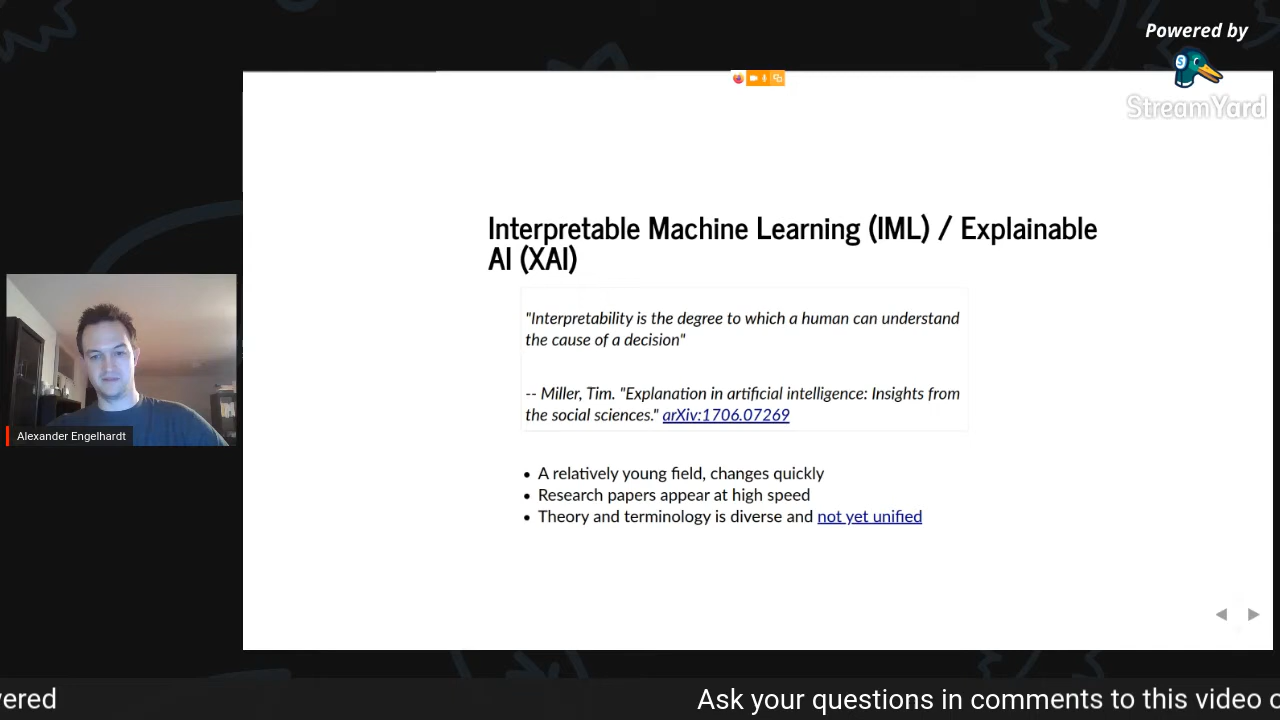 Powered by
StreamYard
Interpretable Machine Learning (IML) / Explainable
AI (XAI)
"Interpretability is the degree to which a human can understand
the cause of a decision"
-- Miller, Tim. "Explanation in artificial intelligence: Insights from
the social sciences." arXiv:1706.07269
• A relatively young field, changes quickly
• Research papers appear at high speed
• Theory and terminology is diverse and not yet unified
Alexander Engelhardt
vered
Ask your questions in comments to this video